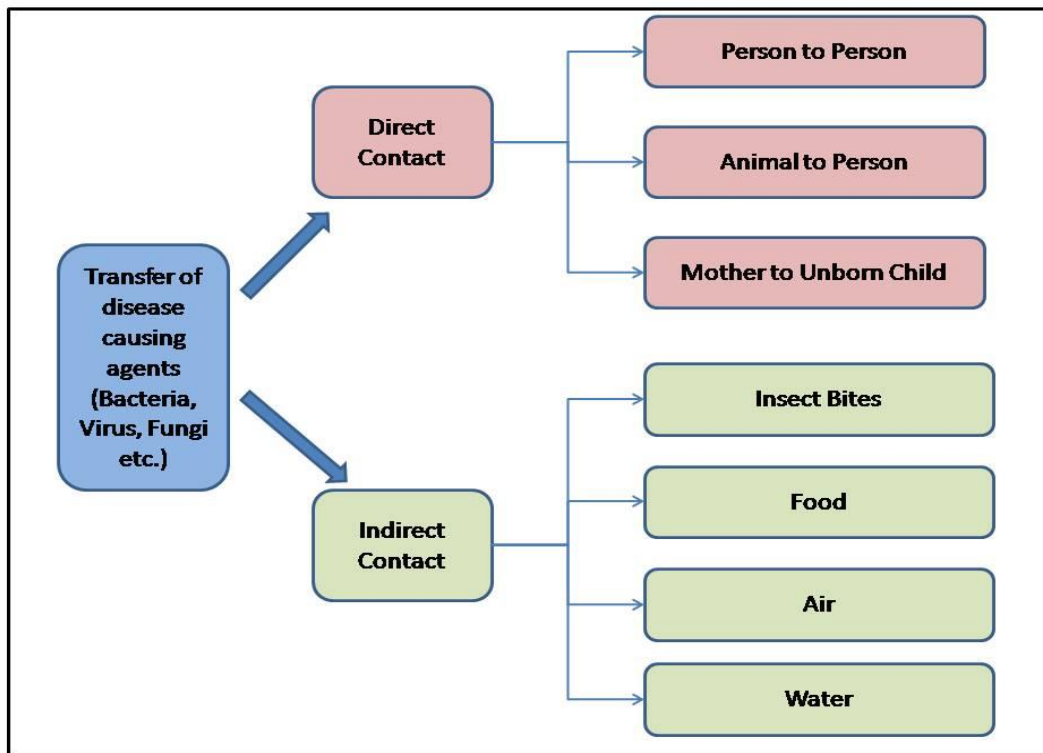 Transfer of
disease
causing
agents
(Bacteria,
Virus, Fungi
etc.)
Direct
Contact
Person to Person
Animal to Person
Mother to Unborn Child
Indirect
Contact
Insect Bites
Food
Air
Water